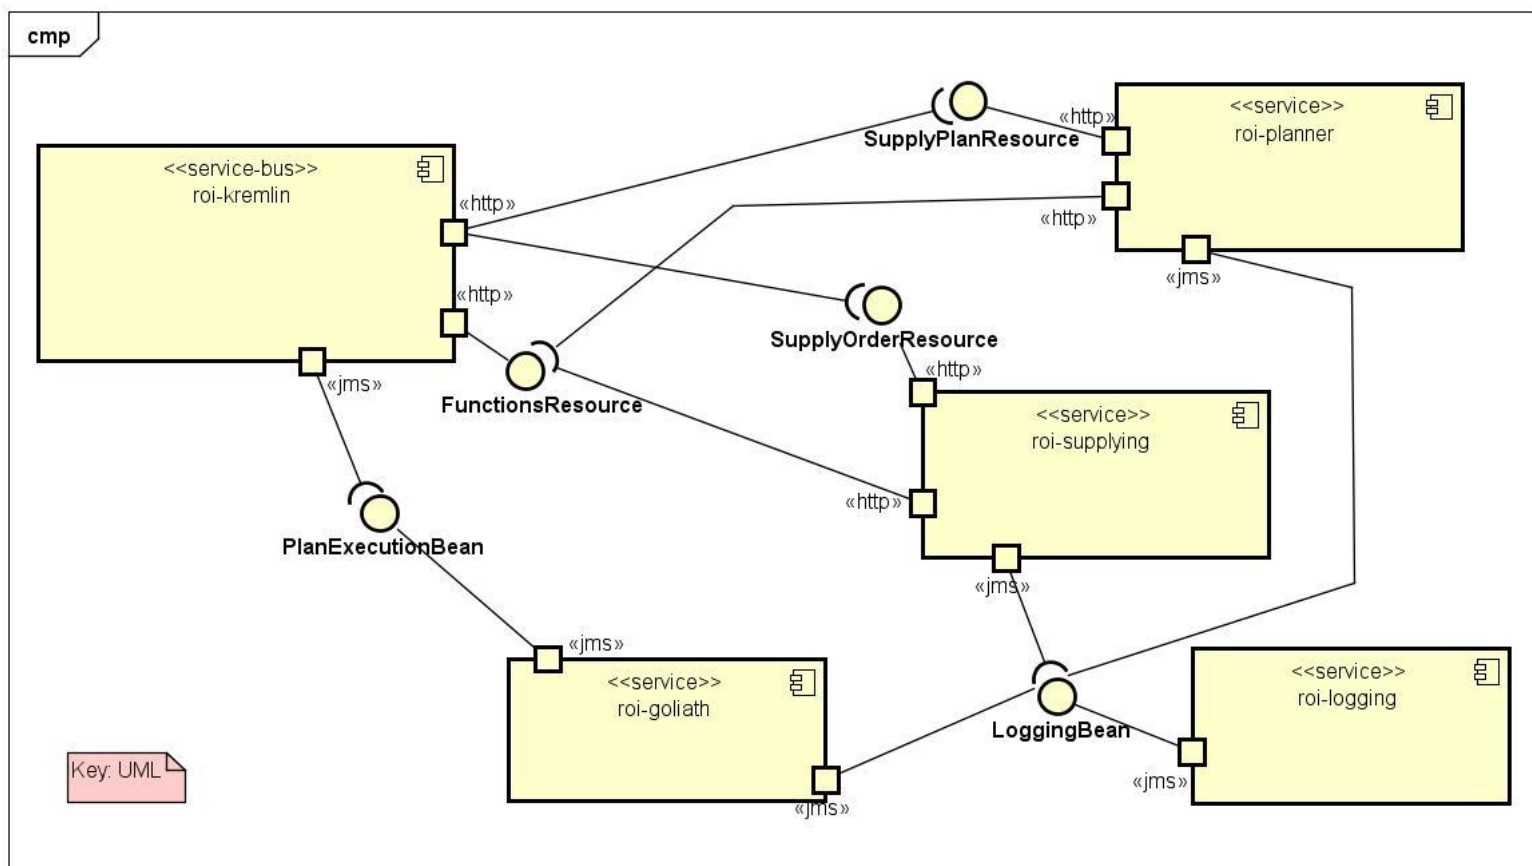 cmp
<<service-bus>>
roi-kremlin
«http»
«http»
«jms»
SupplyPlanResource
«http»
«http»
<<service>>
roi-planner
«jms»
SupplyOrderResource
«http»
FunctionsResource
<<service>>
roi-supplying
«http»
«jms»
PlanExecutionBean
«jms»
<<service>>
roi-goliath
«jms»
LoggingBean
<<service>>
roi-logging
«jms»
Key: UML